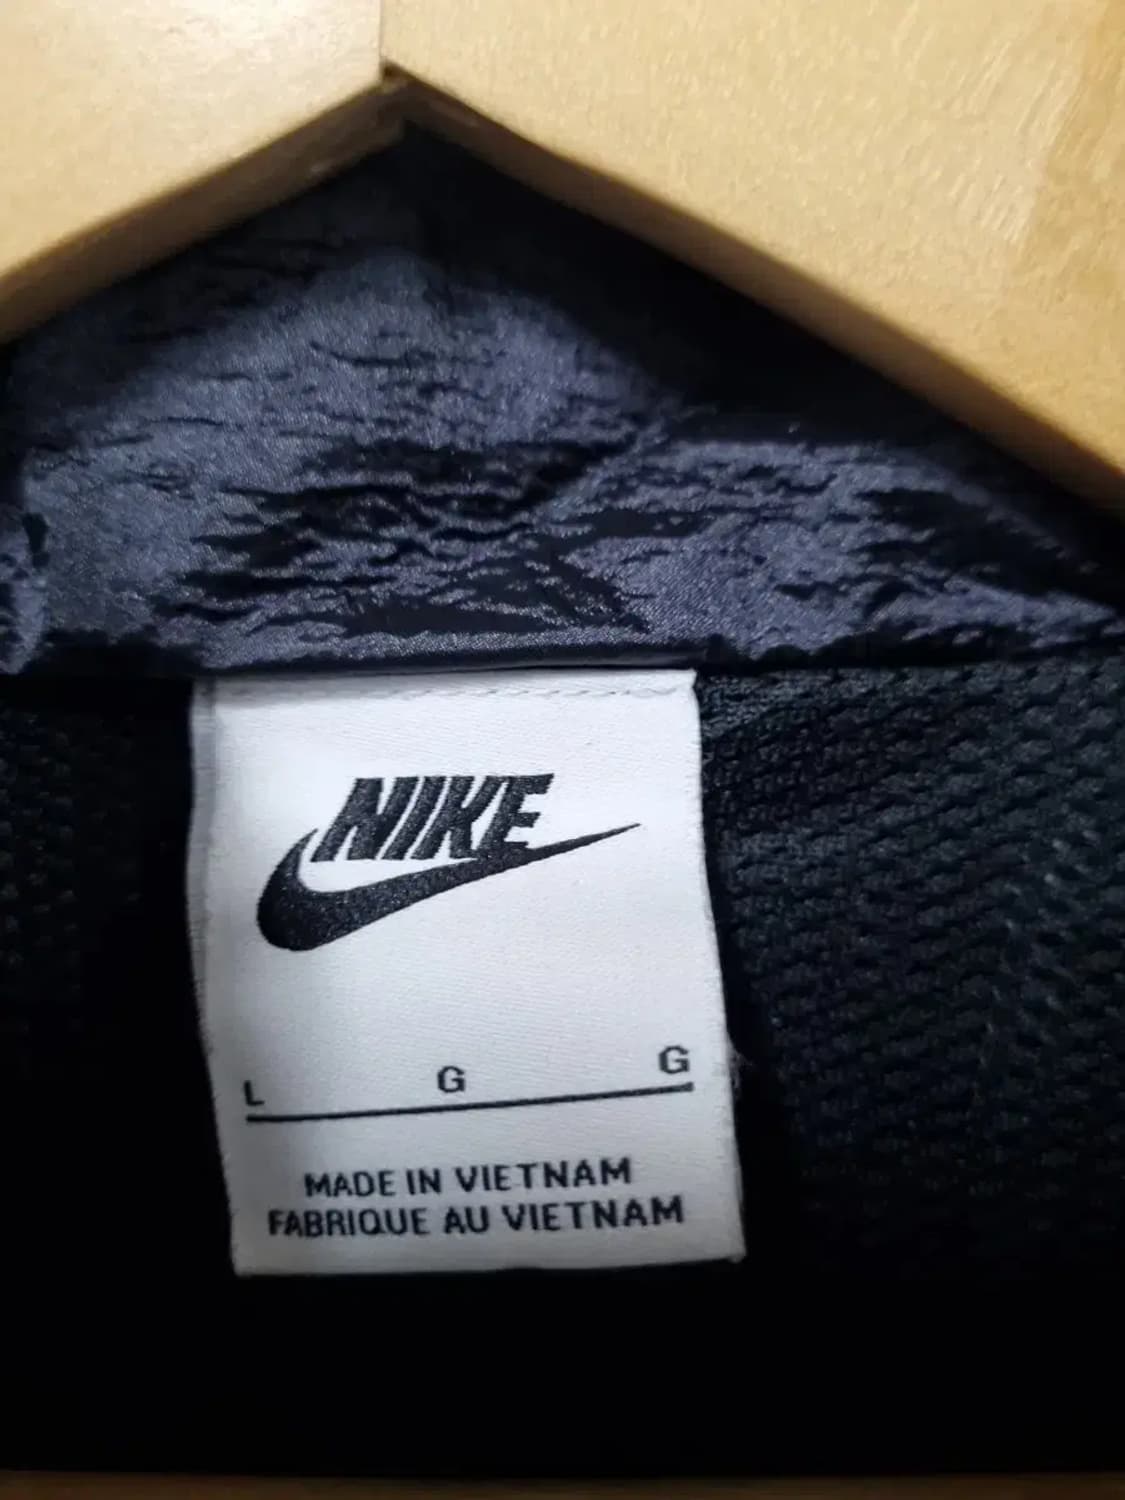 NIKE
L G G
MADE IN VIETNAM
FABRIQUE AU VIETNAM